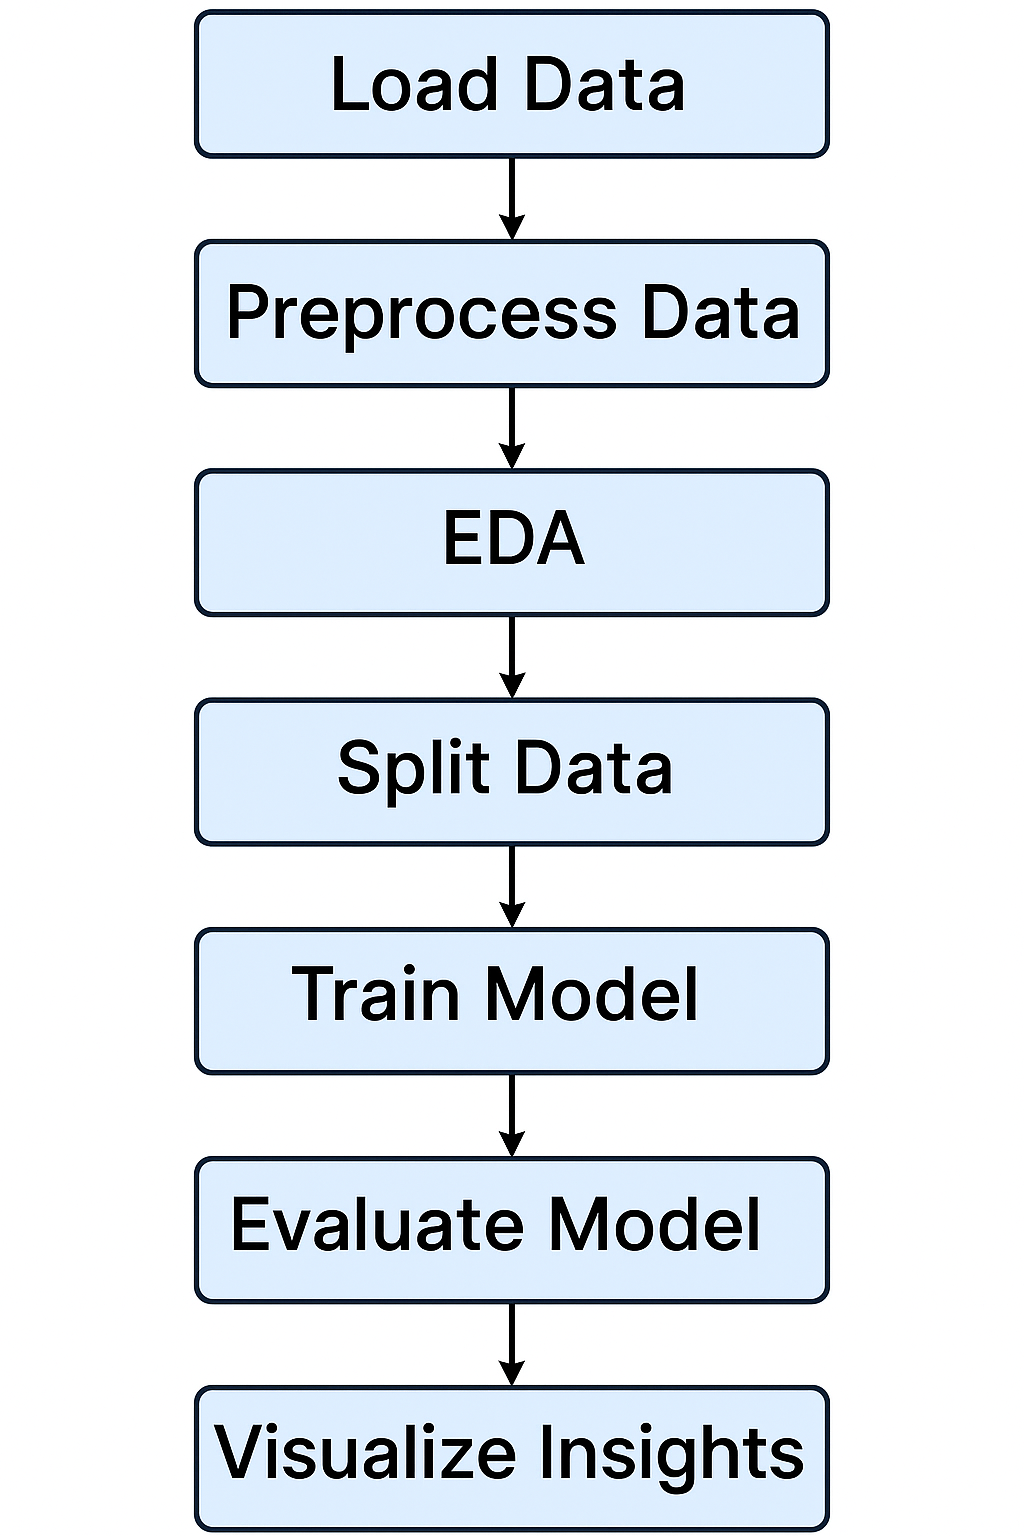 Load Data
Preprocess Data
EDA
Split Data
Train Model
Evaluate Model
Visualize Insights